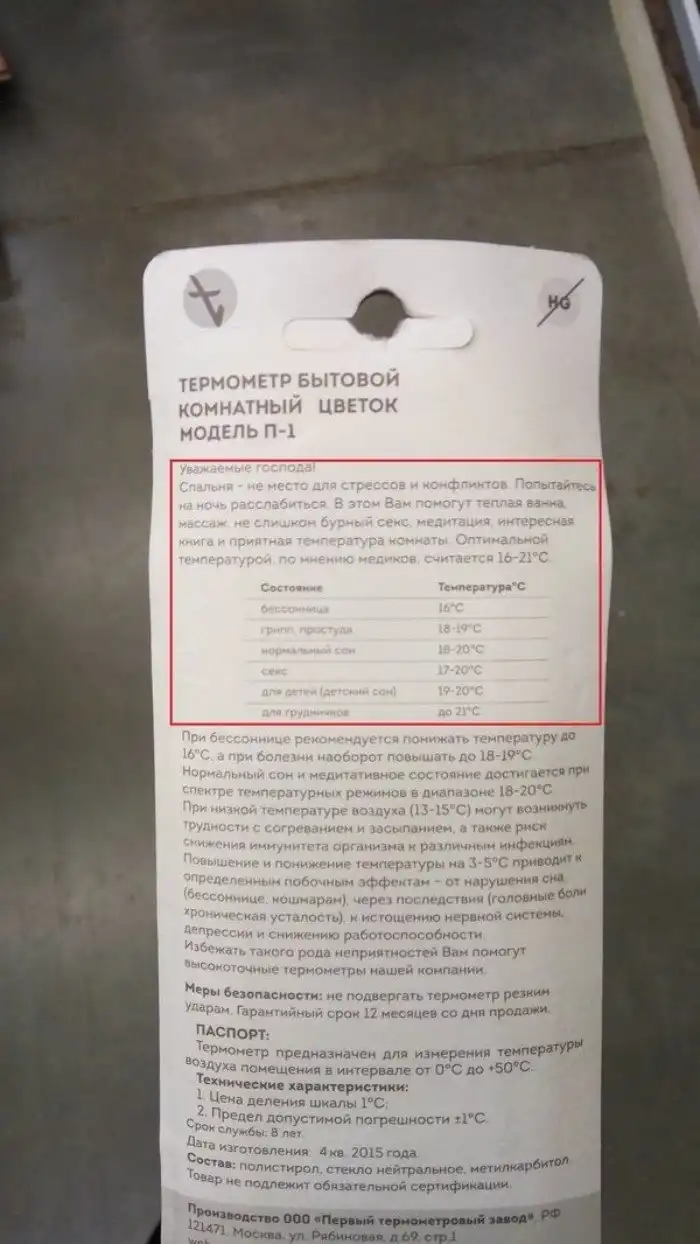 HG
ТЕРМОМЕТР БЫТОВОЙ
КОМНАТНЫЙ ЦВЕТОК
МОДЕЛЬ П-1
Уважаемые господа!
Спальня - не место для стрессов и конфликтов. Попытайтесь
на ночь расслабиться. В этом Вам помогут теплая ванна,
массаж, не слишком бурный секс, медитация, интересная
книга и приятная температура комнаты. Оптимальной
температурой, по мнению медиков, считается 16-21°С.
Состояние Температура°С
бессонница 16°С
грипп, простуда 18-19°С
нормальный сон 18-20°С
секс 17-20°С
для детей (детский сон) 19-20°С
для грудничков до 21°С
При бессоннице рекомендуется понижать температуру до
16°С, а при болезни наоборот повышать до 18-19°С
Нормальный сон и медитативное состояние достигается при
спектре температурных режимов в диапазоне 18-20°С
При низкой температуре воздуха (13-15°С) могут возникнуть
трудности с согреванием и засыпанием, а также риск
снижения иммунитета организма к различным инфекциям.
Повышение и понижение температуры на 3-5°С приводит к
определенным побочным эффектам – от нарушения сна
(бессоннице, кошмарам), через последствия (головные боли
хроническая усталость), к истощению нервной системы,
депрессии и снижению работоспособности.
Избежать такого рода неприятностей Вам помогут
высокоточные термометры нашей компании.
Меры безопасности: не подвергать термометр резким
ударам. Гарантийный срок 12 месяцев со дня продажи.
ПАСПОРТ:
Термометр предназначен для измерения температуры
воздуха помещения в интервале от 0°С до +50°С.
Технические характеристики:
1. Цена деления шкалы 1°С;
2. Предел допустимой погрешности ±1°С.
Срок службы: 8 лет.
Дата изготовления: 4 кв. 2015 года.
Состав: полистирол, стекло нейтральное, метилкарбитол.
Товар не подлежит обязательной сертификации.
Производство ООО «Первый термометровый завод», РФ
121471, Москва, ул. Рябиновая, д.69, стр.1